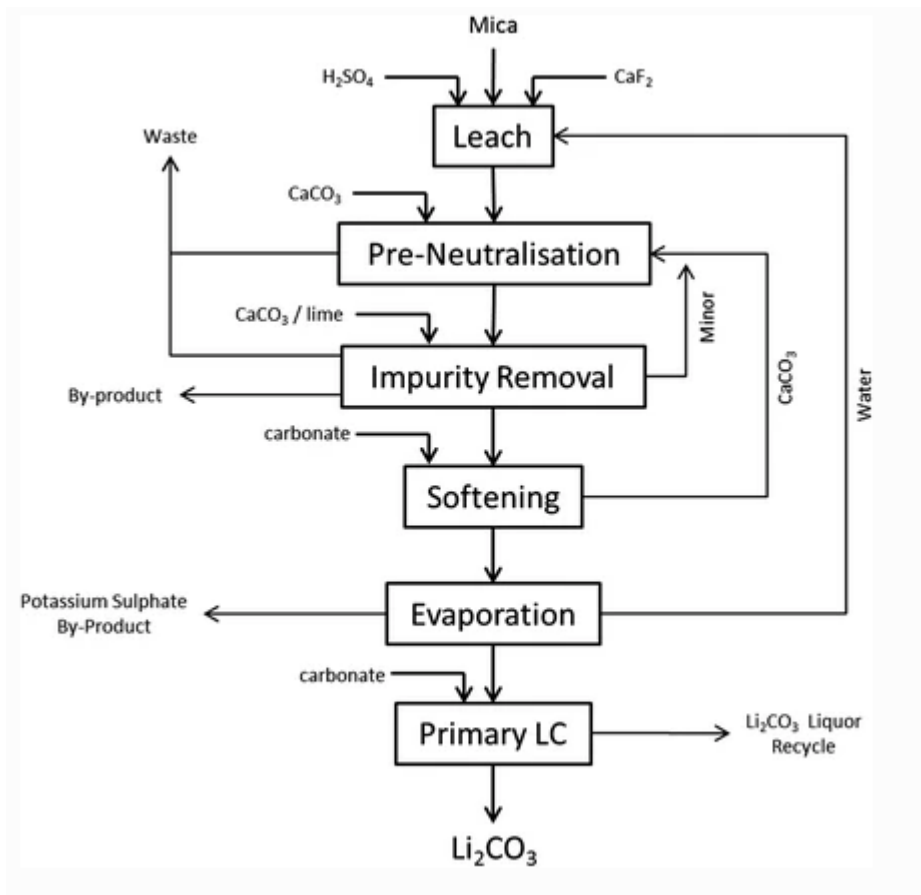 Mica
H₂SO₄
CaF₂
Leach
Waste
CaCO₃
Pre-Neutralisation
CaCO₃ / lime
Minor
Impurity Removal
CaCO₃
Water
By-product
carbonate
Softening
Potassium Sulphate
By-Product
Evaporation
carbonate
Primary LC
Li₂CO₃ Liquor
Recycle
Li₂CO₃